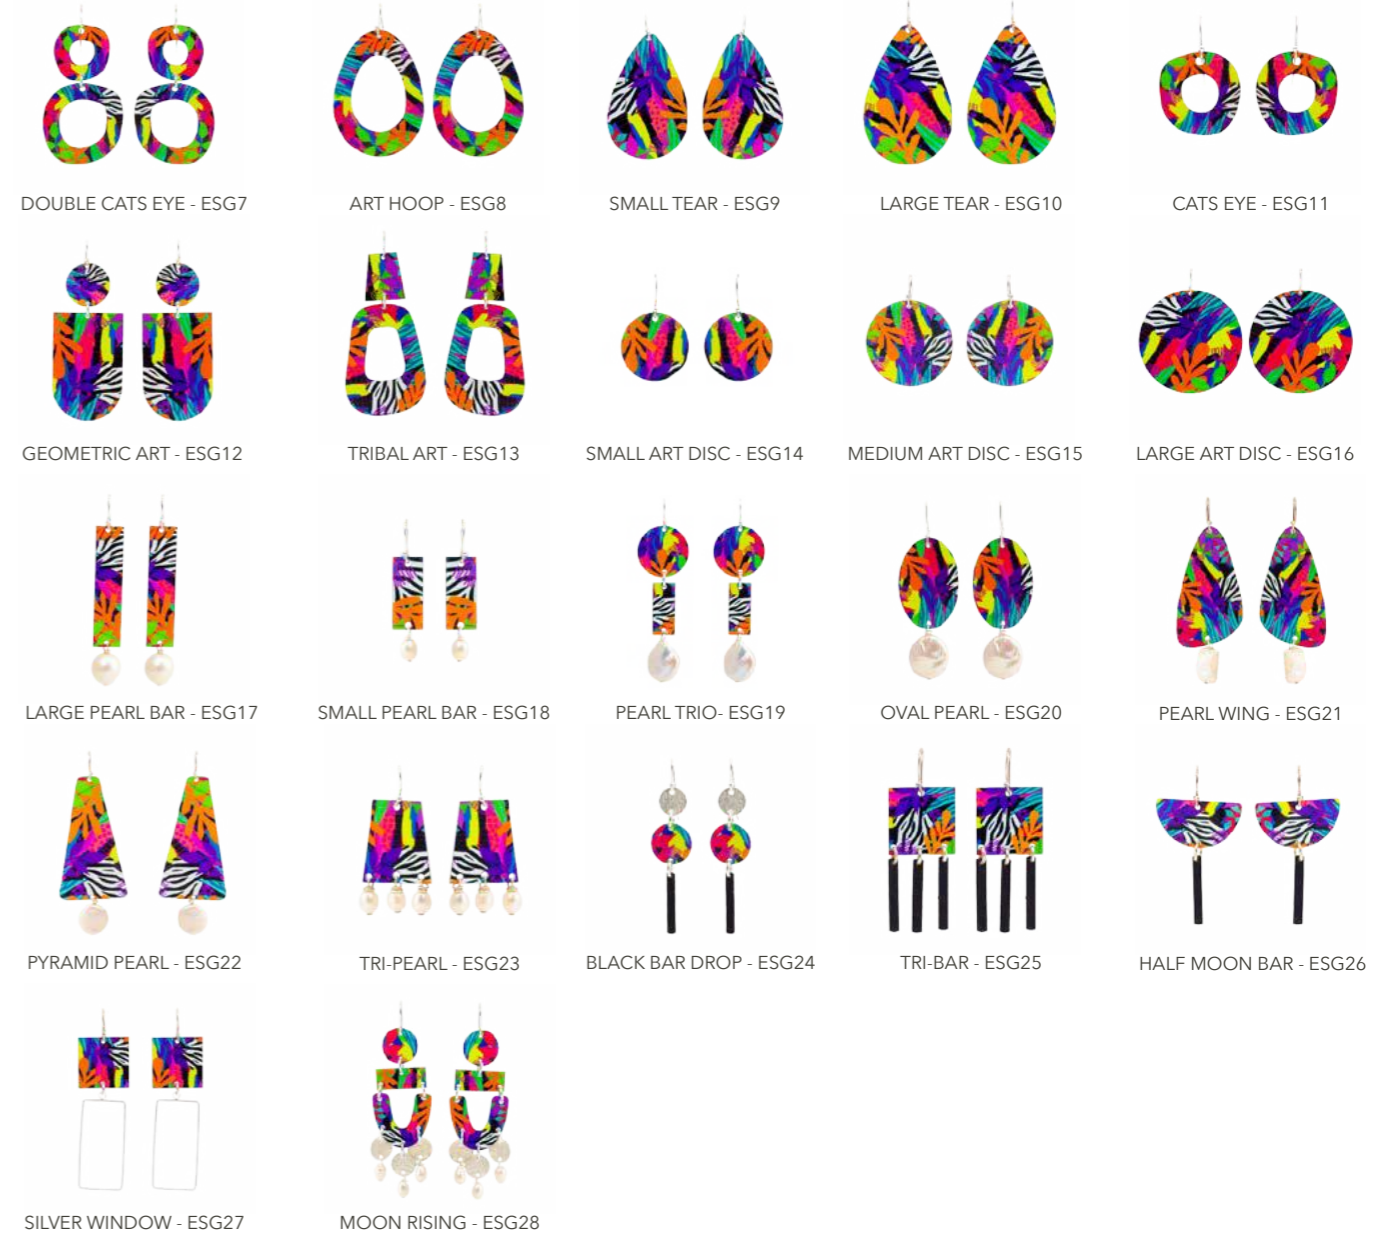 DOUBLE CATS EYE - ESG7
ART HOOP - ESG8
SMALL TEAR - ESG9
LARGE TEAR - ESG10
CATS EYE - ESG11
GEOMETRIC ART - ESG12
TRIBAL ART - ESG13
SMALL ART DISC - ESG14
MEDIUM ART DISC - ESG15
LARGE ART DISC - ESG16
LARGE PEARL BAR - ESG17
SMALL PEARL BAR - ESG18
PEARL TRIO- ESG19
OVAL PEARL - ESG20
PEARL WING - ESG21
PYRAMID PEARL - ESG22
TRI-PEARL - ESG23
BLACK BAR DROP - ESG24
TRI-BAR - ESG25
HALF MOON BAR - ESG26
SILVER WINDOW - ESG27
MOON RISING - ESG28